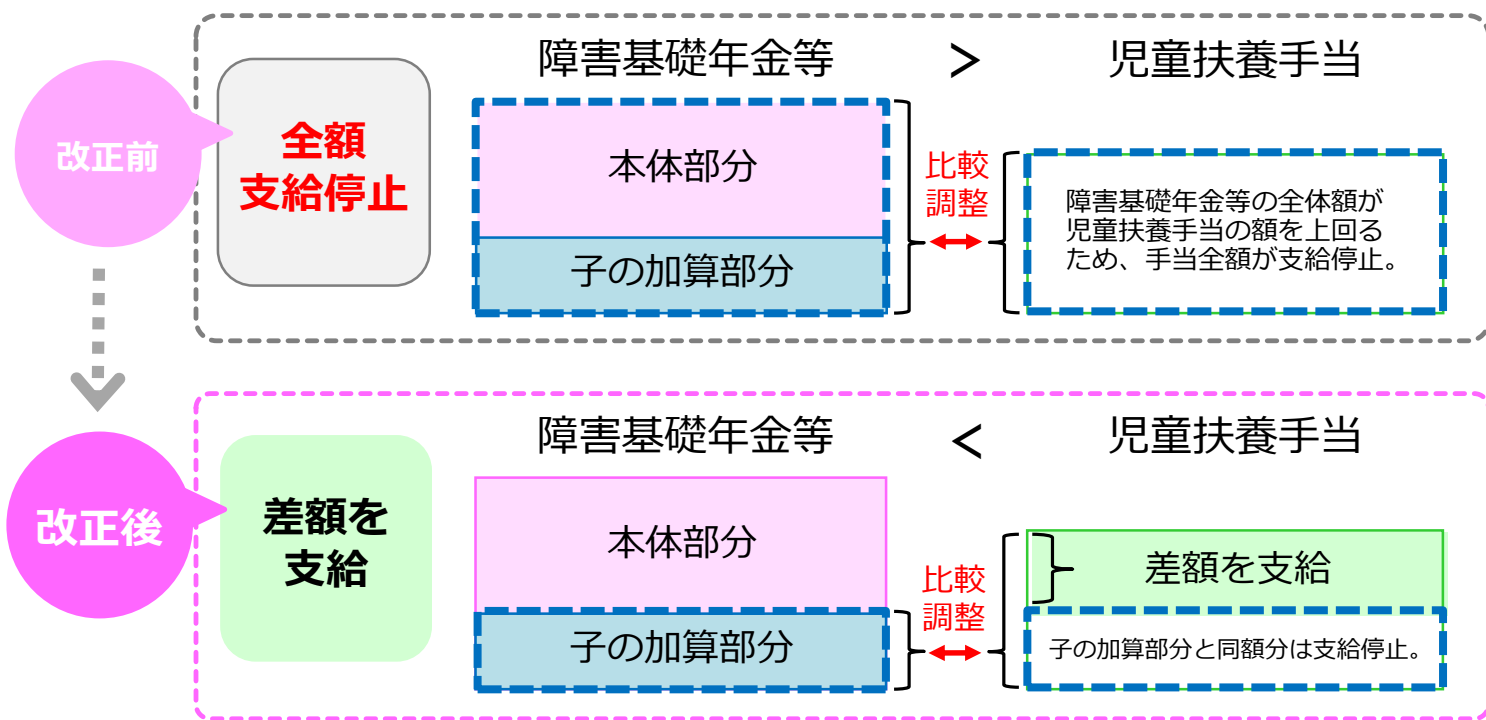 改正前
全額
支給停止
障害基礎年金等 > 児童扶養手当
本体部分
子の加算部分
比較
調整
障害基礎年金等の全体額が
児童扶養手当の額を上回る
ため、手当全額が支給停止。
改正後
差額を
支給
障害基礎年金等 < 児童扶養手当
本体部分
子の加算部分
比較
調整
差額を支給
子の加算部分と同額分は支給停止。